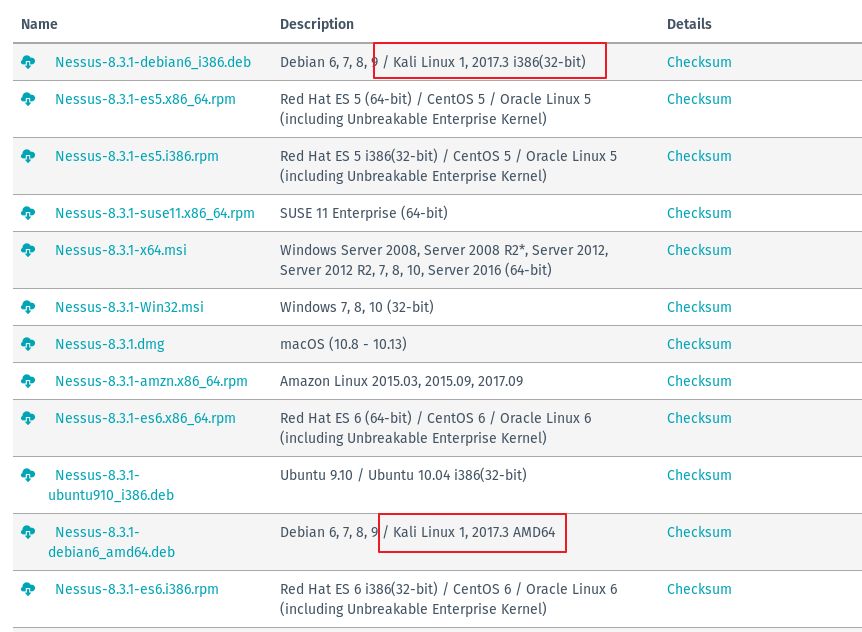 Name Description Details
Nessus-8.3.1-debian6_i386.deb Debian 6, 7, 8, 9 / Kali Linux 1, 2017.3 i386(32-bit) Checksum
Nessus-8.3.1-es5.x86_64.rpm Red Hat ES 5 (64-bit) / CentOS 5 / Oracle Linux 5 Checksum
(including Unbreakable Enterprise Kernel)
Nessus-8.3.1-es5.i386.rpm Red Hat ES 5 i386(32-bit) / CentOS 5 / Oracle Linux 5 Checksum
(including Unbreakable Enterprise Kernel)
Nessus-8.3.1-suse11.x86_64.rpm SUSE 11 Enterprise (64-bit) Checksum
Nessus-8.3.1-x64.msi Windows Server 2008, Server 2008 R2*, Server 2012, Checksum
Server 2012 R2, 7, 8, 10, Server 2016 (64-bit)
Nessus-8.3.1-Win32.msi Windows 7, 8, 10 (32-bit) Checksum
Nessus-8.3.1.dmg macOS (10.8 - 10.13) Checksum
Nessus-8.3.1-amzn.x86_64.rpm Amazon Linux 2015.03, 2015.09, 2017.09 Checksum
Nessus-8.3.1-es6.x86_64.rpm Red Hat ES 6 (64-bit) / CentOS 6 / Oracle Linux 6 Checksum
(including Unbreakable Enterprise Kernel)
Nessus-8.3.1- Ubuntu 9.10 / Ubuntu 10.04 i386(32-bit) Checksum
ubuntu910_i386.deb
Nessus-8.3.1- Debian 6, 7, 8, 9 / Kali Linux 1, 2017.3 AMD64 Checksum
debian6_amd64.deb
Nessus-8.3.1-es6.i386.rpm Red Hat ES 6 i386(32-bit) / CentOS 6 / Oracle Linux 6 Checksum
(including Unbreakable Enterprise Kernel)